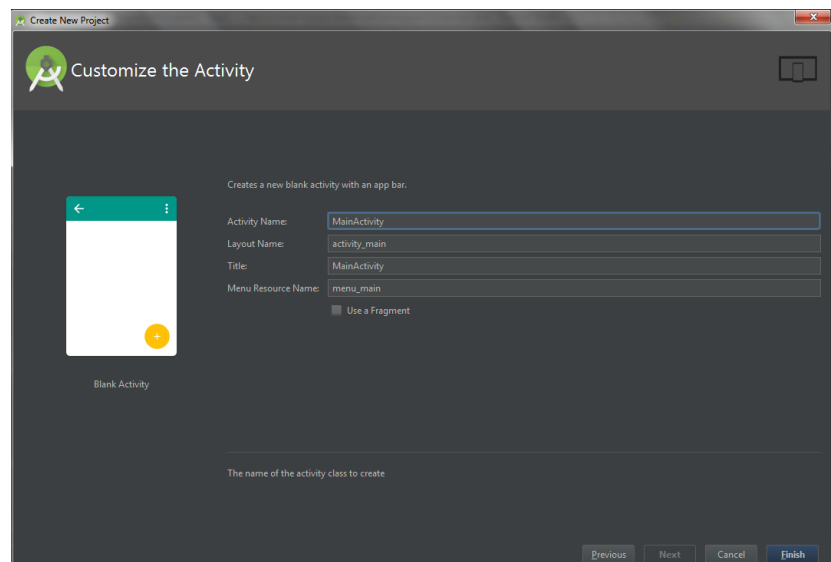 Create New Project
Customize the Activity
Creates a new blank activity with an app bar.
Activity Name: MainActivity
Layout Name: activity_main
Title: MainActivity
Menu Resource Name: menu_main
Use a Fragment
Blank Activity
The name of the activity class to create
Previous Next Cancel Finish